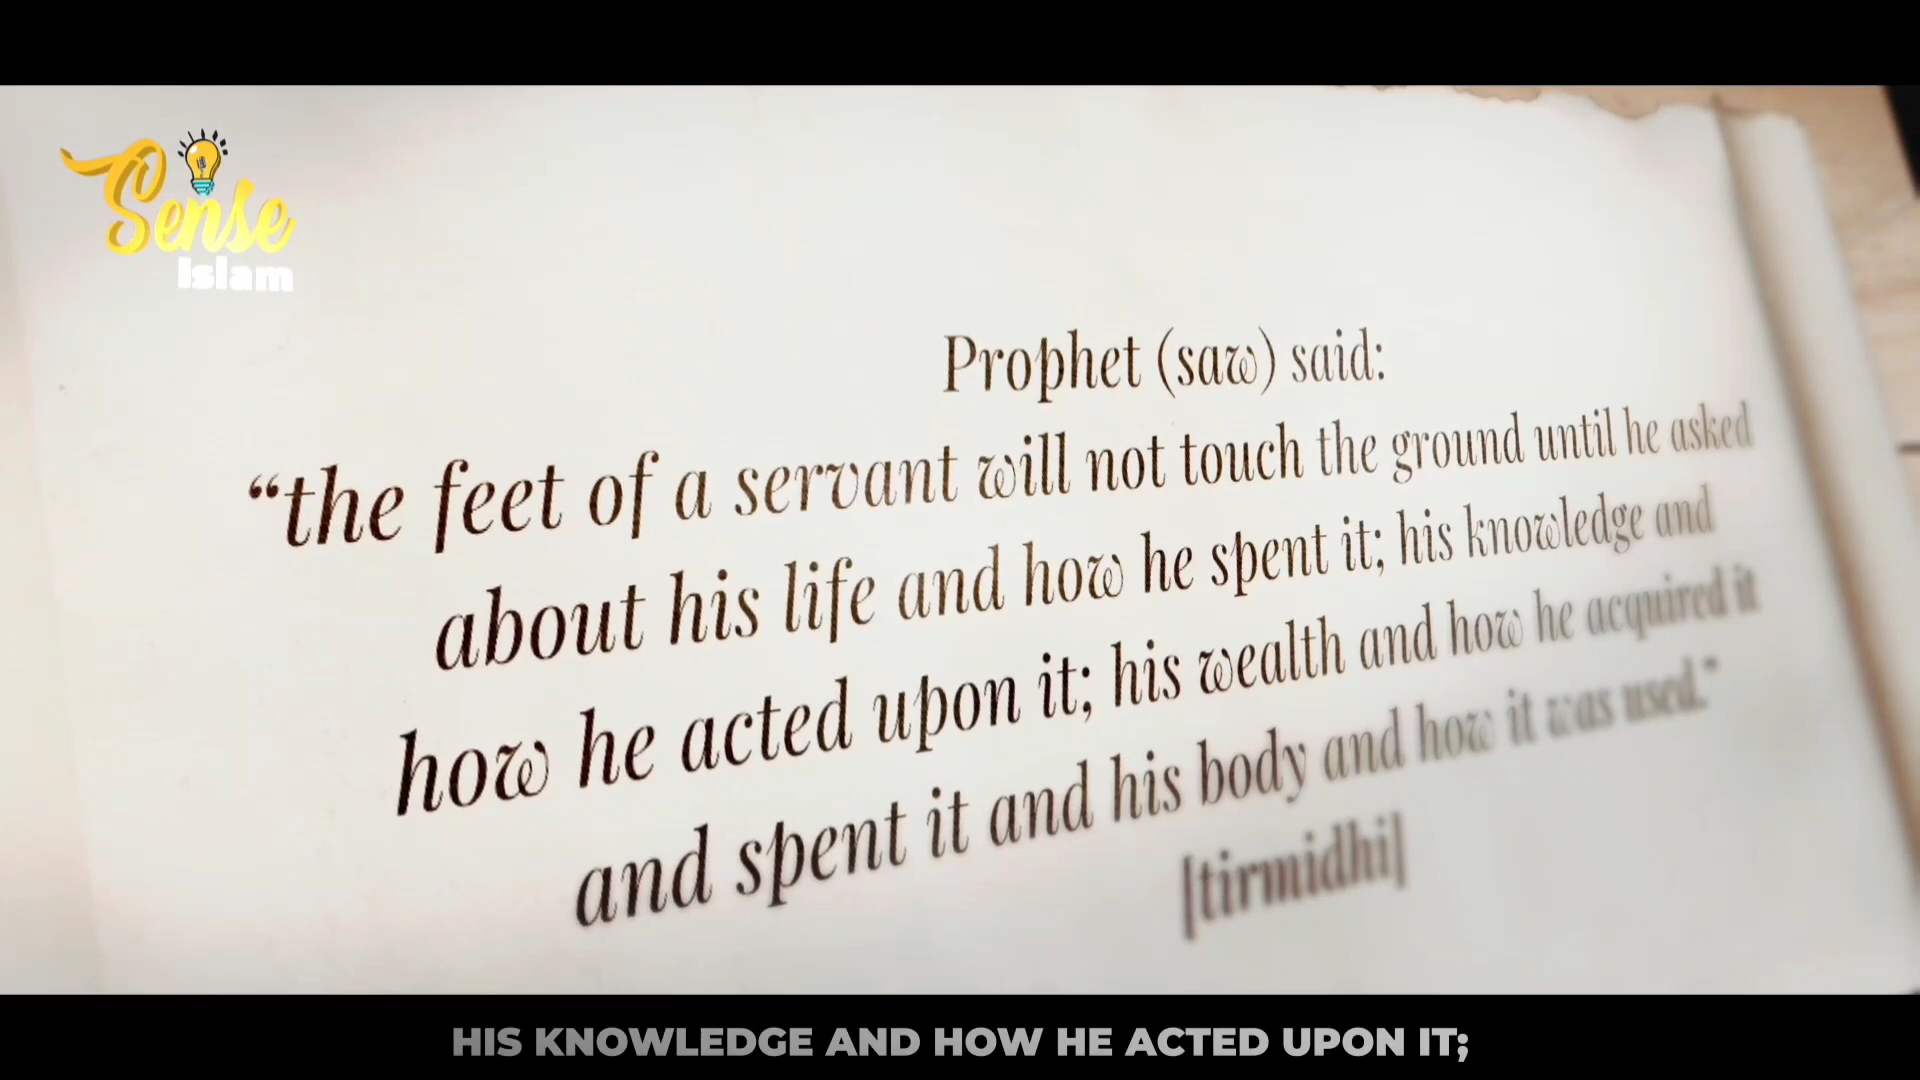 Sense
Islam
Prophet (saw) said:
“the feet of a servant will not touch the ground until he asked
about his life and how he spent it; his knowledge and
how he acted upon it; his wealth and how he acquired it
and spent it and his body and how it was used.”
[tirmidhi]
HIS KNOWLEDGE AND HOW HE ACTED UPON IT;